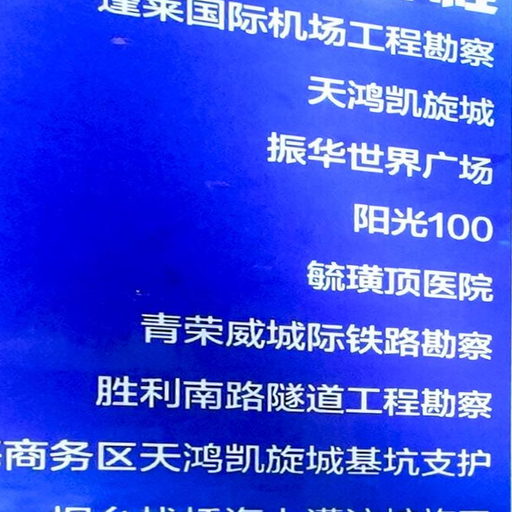 蓬莱国际机场工程勘察
天鸿凯旋城
振华世界广场
阳光100
毓璜顶医院
青荣威城际铁路勘察
胜利南路隧道工程勘察
商务区天鸿凯旋城基坑支护